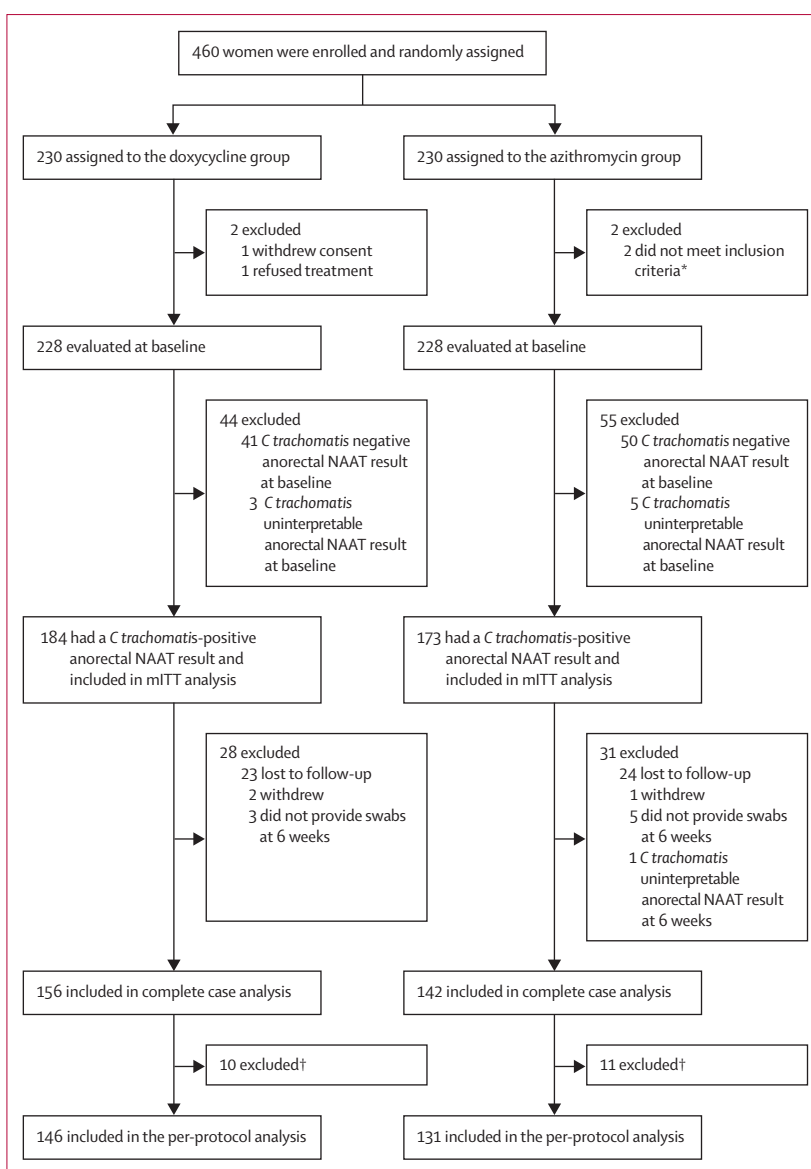 460 women were enrolled and randomly assigned
230 assigned to the doxycycline group
230 assigned to the azithromycin group
2 excluded
1 withdrew consent
1 refused treatment
2 excluded
2 did not meet inclusion
criteria*
228 evaluated at baseline
228 evaluated at baseline
44 excluded
41 C trachomatis negative
anorectal NAAT result
at baseline
3 C trachomatis
uninterpretable
anorectal NAAT result
at baseline
55 excluded
50 C trachomatis negative
anorectal NAAT result
at baseline
5 C trachomatis
uninterpretable
anorectal NAAT result
at baseline
184 had a C trachomatis-positive
anorectal NAAT result and
included in mITT analysis
173 had a C trachomatis-positive
anorectal NAAT result and
included in mITT analysis
28 excluded
23 lost to follow-up
2 withdrew
3 did not provide swabs
at 6 weeks
31 excluded
24 lost to follow-up
1 withdrew
5 did not provide swabs
at 6 weeks
1 C trachomatis
uninterpretable
anorectal NAAT result
at 6 weeks
156 included in complete case analysis
142 included in complete case analysis
10 excluded†
11 excluded†
146 included in the per-protocol analysis
131 included in the per-protocol analysis